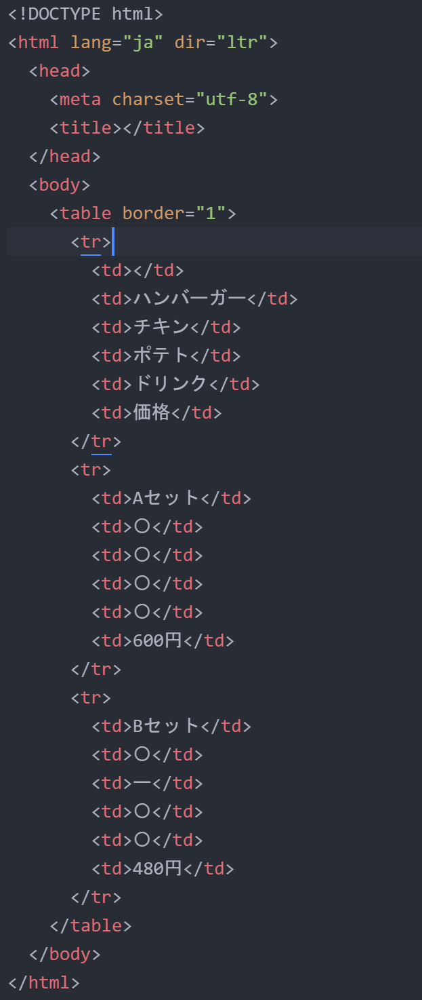 <!DOCTYPE html>
<html lang="ja" dir="ltr">
  <head>
    <meta charset="utf-8">
    <title></title>
  </head>
  <body>
    <table border="1">
      <tr>
        <td></td>
        <td>ハンバーガー</td>
        <td>チキン</td>
        <td>ポテト</td>
        <td>ドリンク</td>
        <td>価格</td>
      </tr>
      <tr>
        <td>Aセット</td>
        <td>〇</td>
        <td>〇</td>
        <td>〇</td>
        <td>〇</td>
        <td>600円</td>
      </tr>
      <tr>
        <td>Bセット</td>
        <td>〇</td>
        <td>ー</td>
        <td>〇</td>
        <td>〇</td>
        <td>480円</td>
      </tr>
    </table>
  </body>
</html>